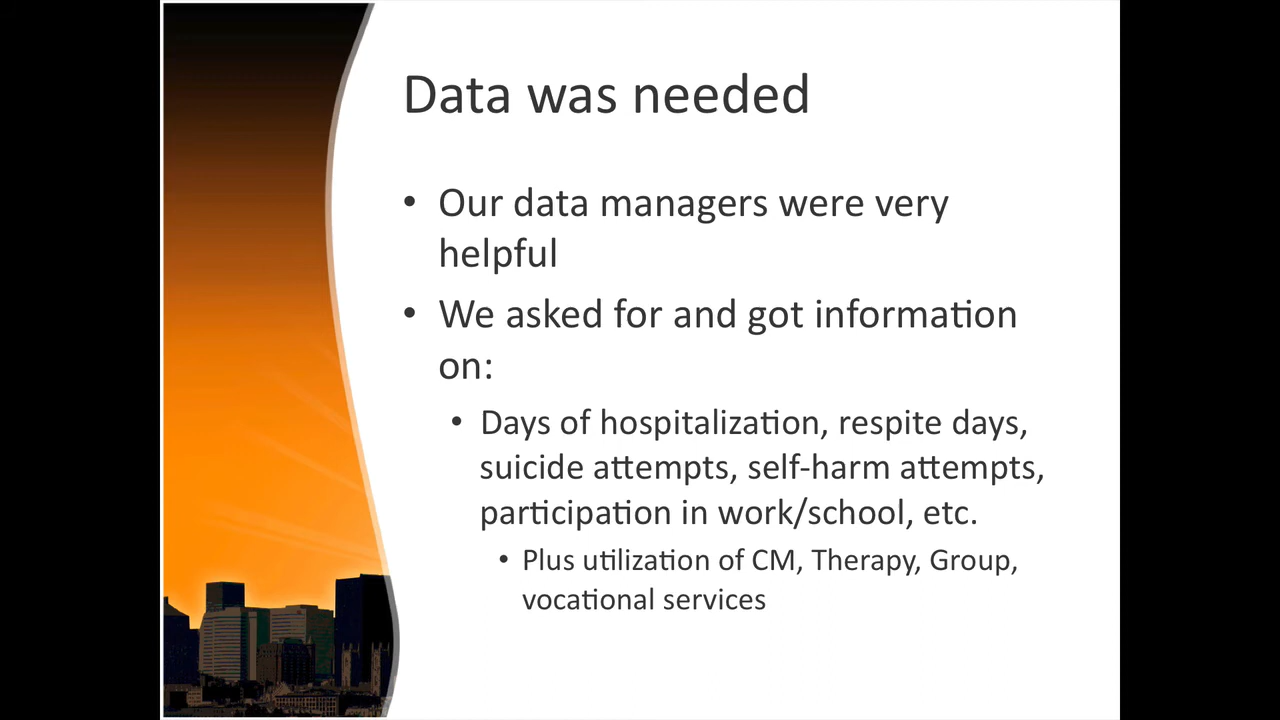 Data was needed
• Our data managers were very
helpful
• We asked for and got information
on:
• Days of hospitalization, respite days,
suicide attempts, self-harm attempts,
participation in work/school, etc.
• Plus utilization of CM, Therapy, Group,
vocational services